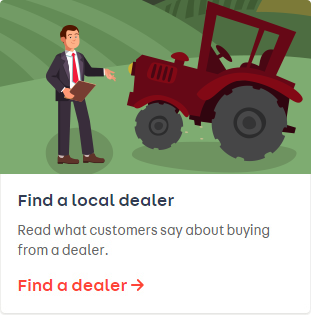 Find a local dealer
Read what customers say about buying
from a dealer.
Find a dealer →